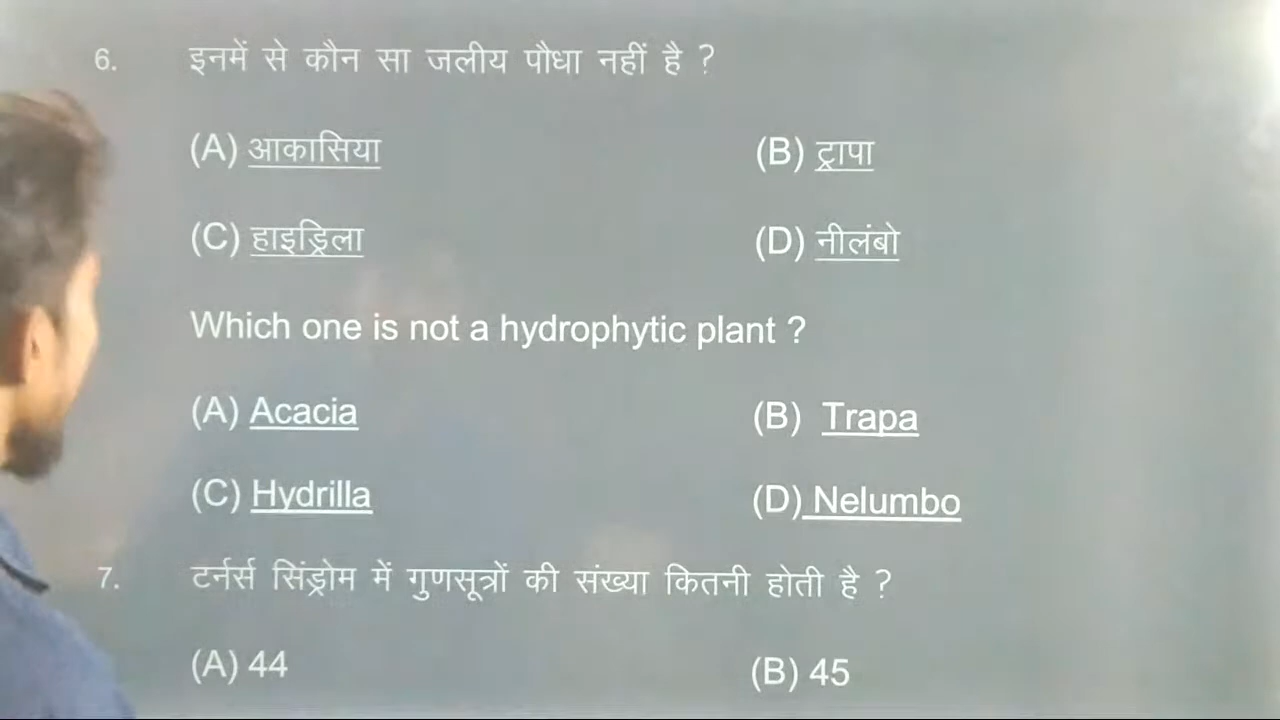 6. इनमें से कौन सा जलीय पौधा नहीं है ?
(A) आकासिया (B) ट्रापा
(C) हाइड्रिला (D) नीलंबो
Which one is not a hydrophytic plant ?
(A) Acacia (B) Trapa
(C) Hydrilla (D) Nelumbo
7. टर्नर्स सिंड्रोम में गुणसूत्रों की संख्या कितनी होती है ?
(A) 44 (B) 45